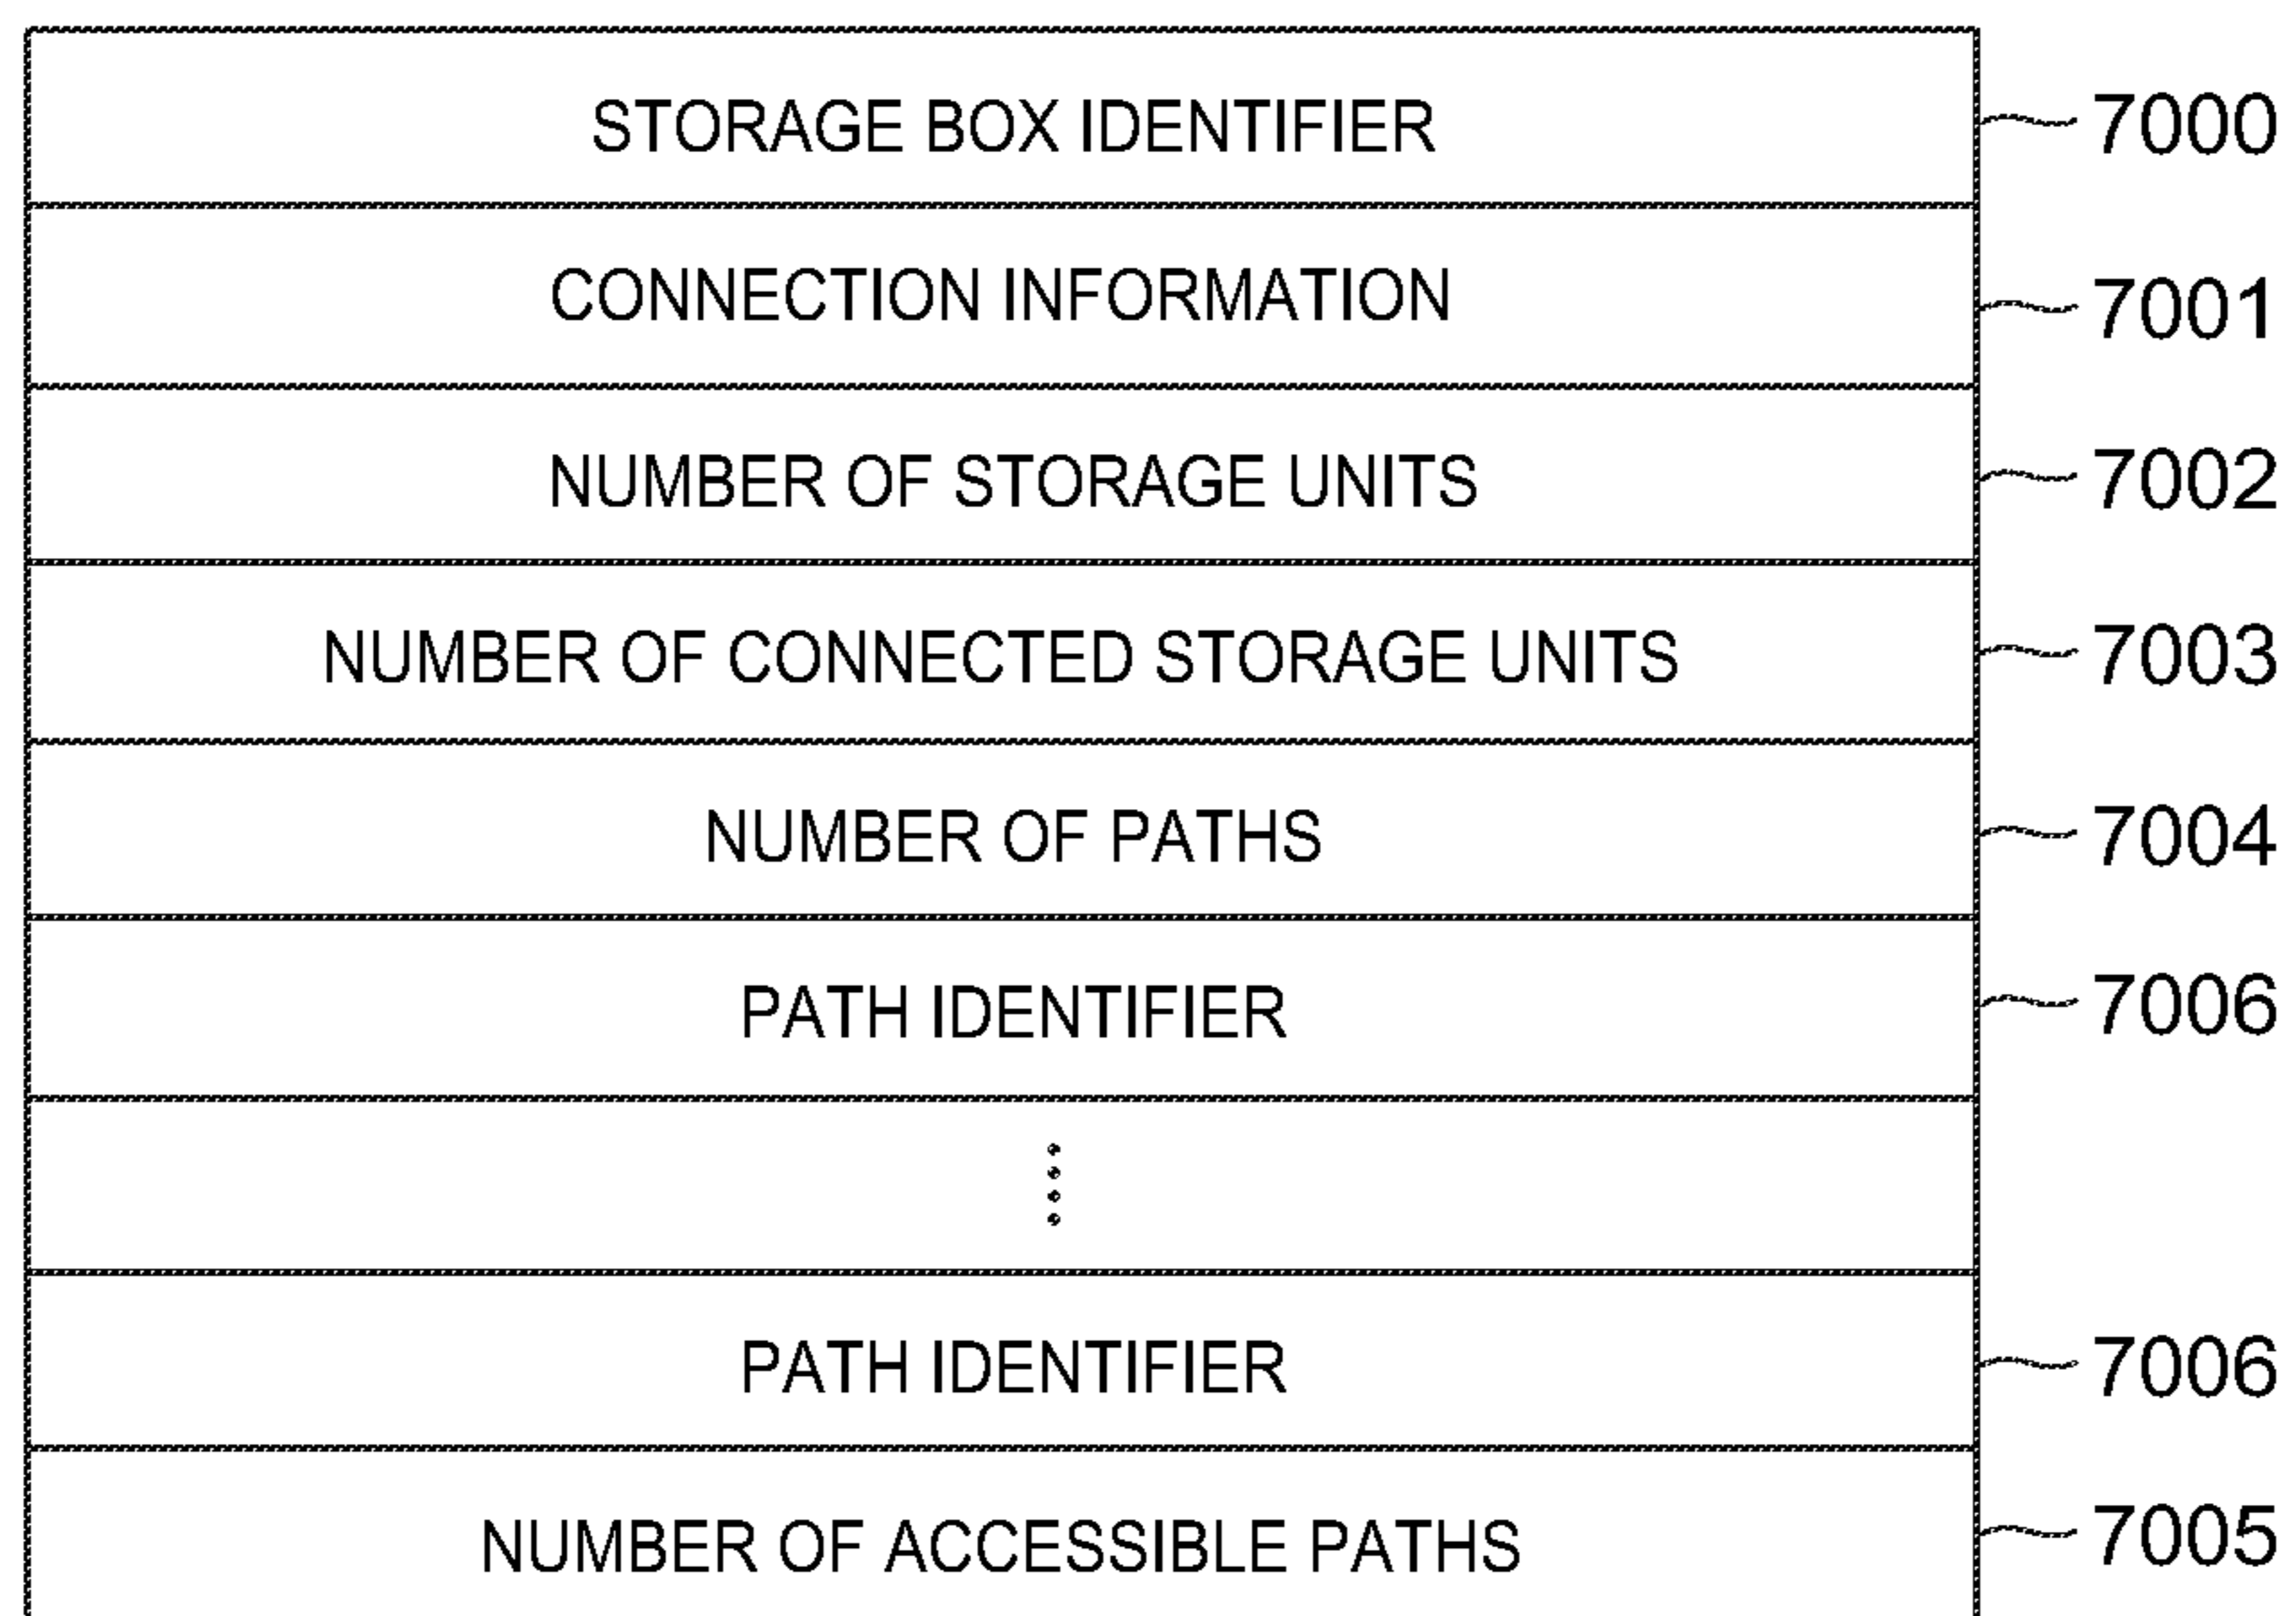 STORAGE BOX IDENTIFIER 7000
CONNECTION INFORMATION 7001
NUMBER OF STORAGE UNITS 7002
NUMBER OF CONNECTED STORAGE UNITS 7003
NUMBER OF PATHS 7004
PATH IDENTIFIER 7006
PATH IDENTIFIER 7006
NUMBER OF ACCESSIBLE PATHS 7005